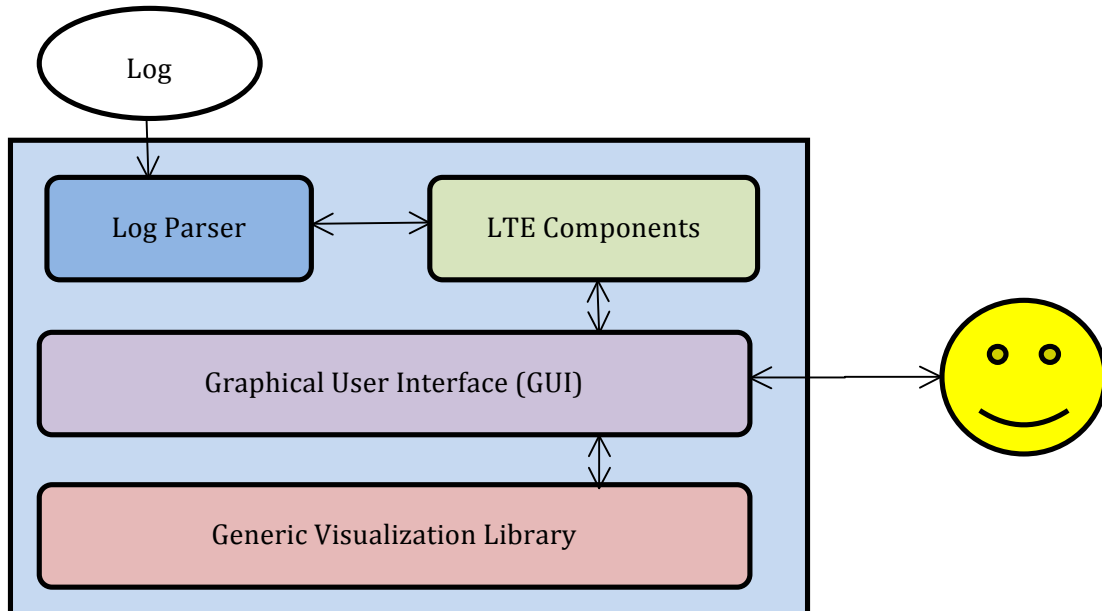 Log
Log Parser
LTE Components
Graphical User Interface (GUI)
Generic Visualization Library